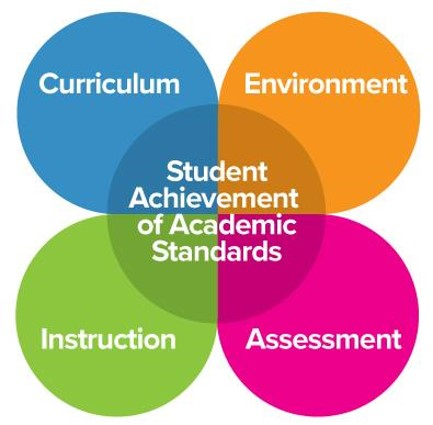 Curriculum
Environment
Student
Achievement
of Academic
Standards
Instruction
Assessment